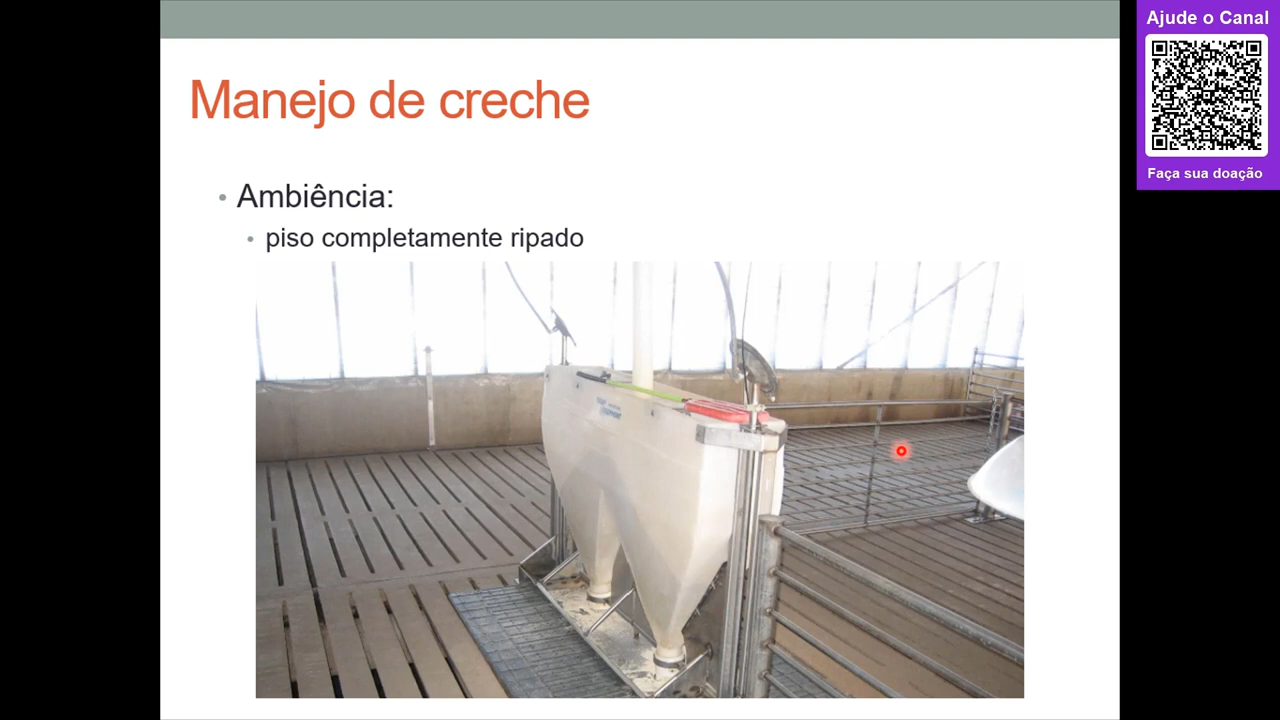 Manejo de creche
• Ambiência:
• piso completamente ripado
Ajude o Canal
Faça sua doação